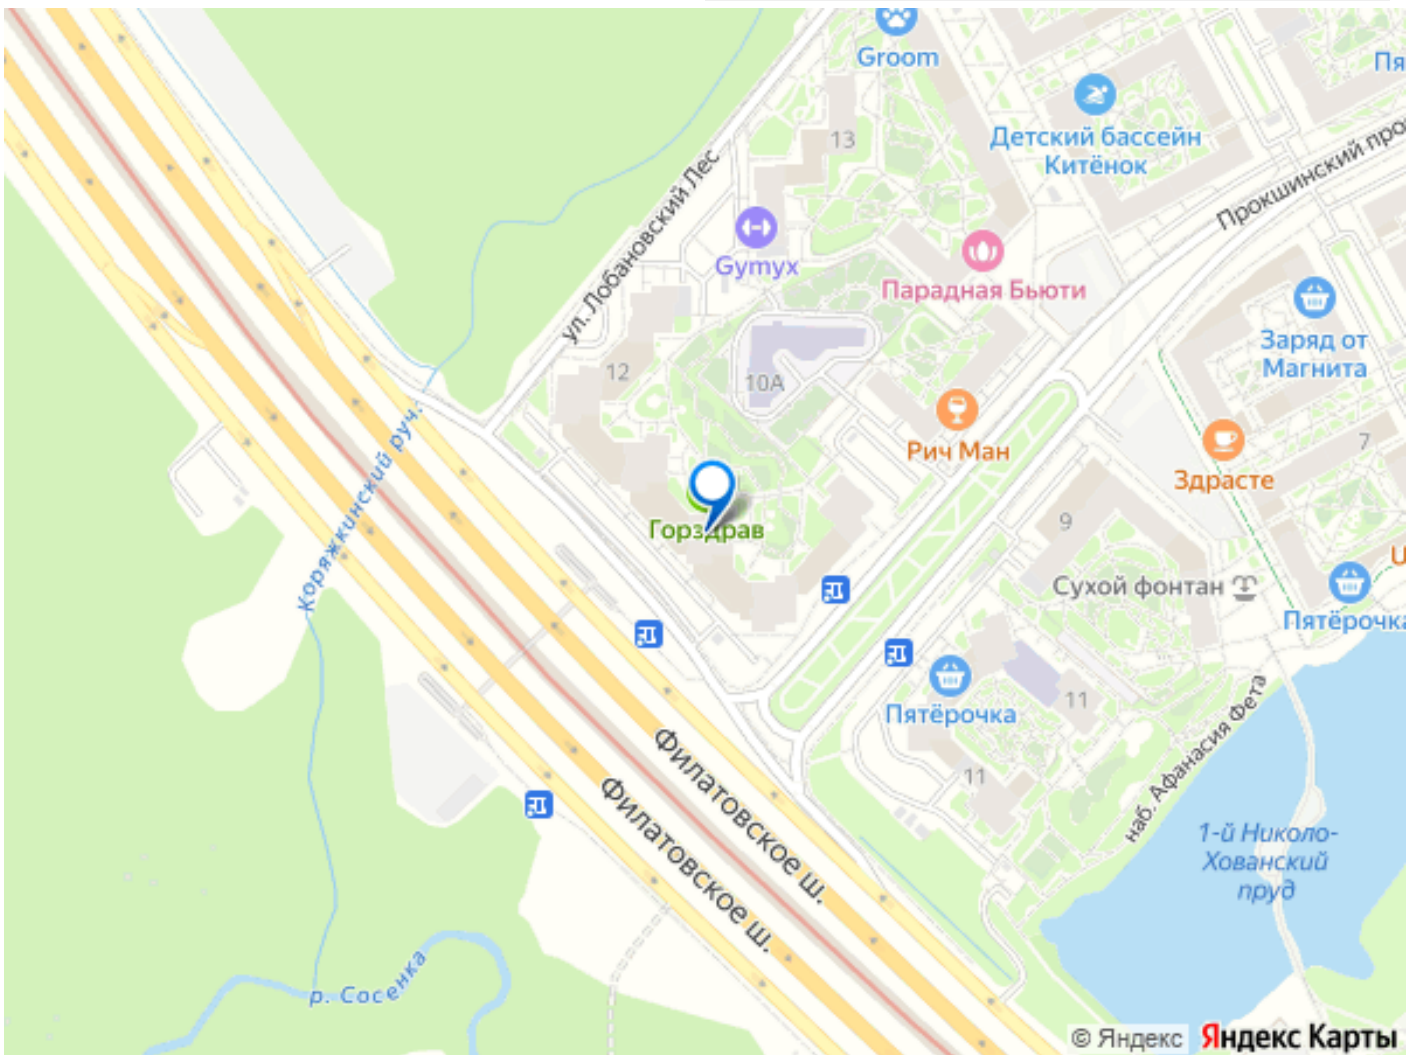 Groom
Пя
Детский бассейн
Китёнок
13
Прокшинский про
ул. Лобановский Лес
Gymyx
Парадная Бьюти
Заряд от
Магнита
12
10А
Рич Ман
7
Здрасте
Коряжкинский руч.
Горздрав
9
U
Сухой фонтан
Пятёрочка
Пятёрочка
11
11
наб. Афанасия Фета
Филатовское ш.
Филатовское ш.
1-й Николо-
Хованский
пруд
р. Сосенка
© Яндекс Яндекс Карты